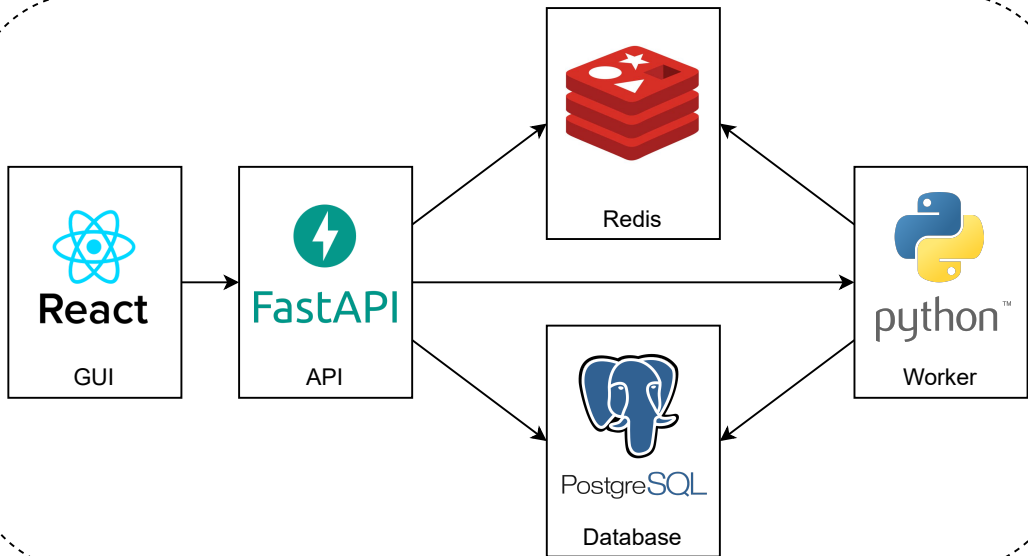 Redis
React
GUI
FastAPI
API
python™
Worker
PostgreSQL
Database